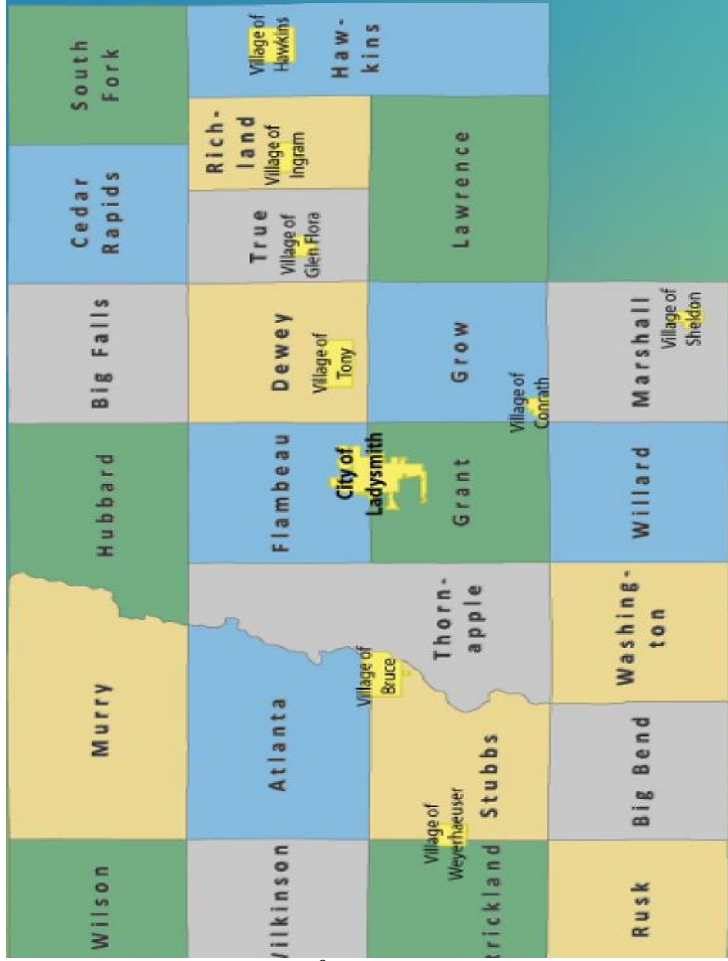 Wilson
Murry
Hubbard
Big Falls
Cedar
Rapids
South
Fork
ilkinson
Atlanta
Flambeau
Dewey
Village of
Tony
True
Village of
Glen Flora
Rich-
land
Village of
Ingram
Village of
Hawkins
Haw-
kins
trickland
Village of
Weyerhaeuser
Stubbs
Village of
Bruce
Thorn-
apple
City of
Ladysmith
Grant
Grow
Village of
Conrath
Lawrence
Rusk
Big Bend
Washing-
ton
Willard
Marshall
Village of
Sheldon